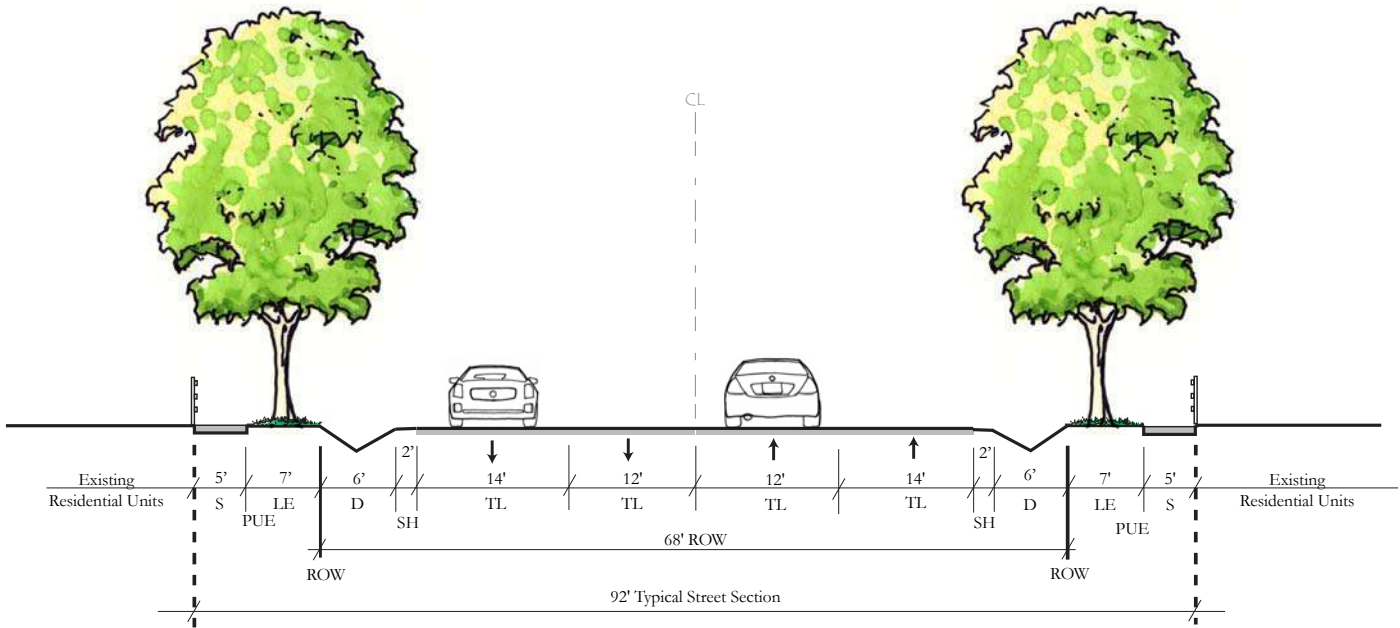 CL
2’ 2’
Existing 5’ 7’ 6’ 14' 12' 12' 14' 6’ 7’ 5’ Existing
Residential Units S LE D TL TL TL TL D LE S Residential Units
PUE SH SH PUE
68' ROW
ROW ROW
92' Typical Street Section